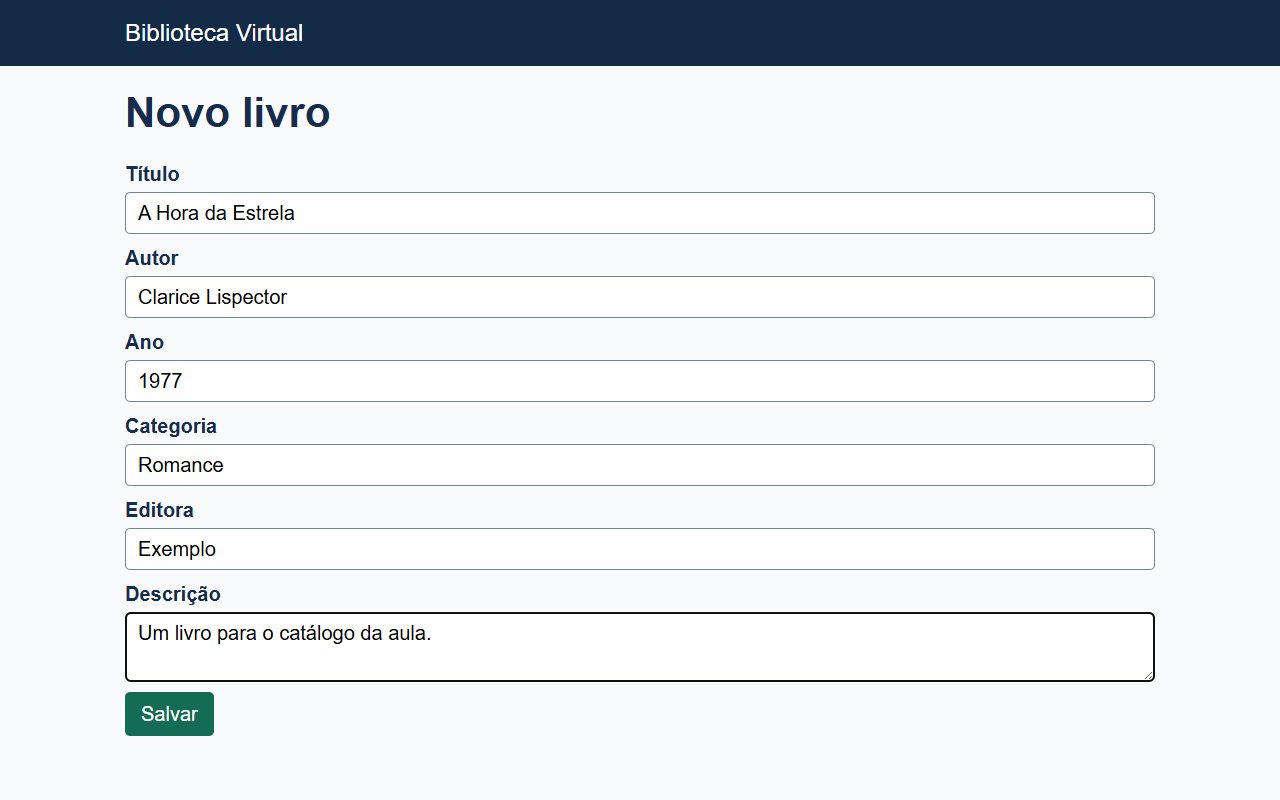 Biblioteca Virtual
Novo livro
Título
A Hora da Estrela
Autor
Clarice Lispector
Ano
1977
Categoria
Romance
Editora
Exemplo
Descrição
Um livro para o catálogo da aula.
Salvar